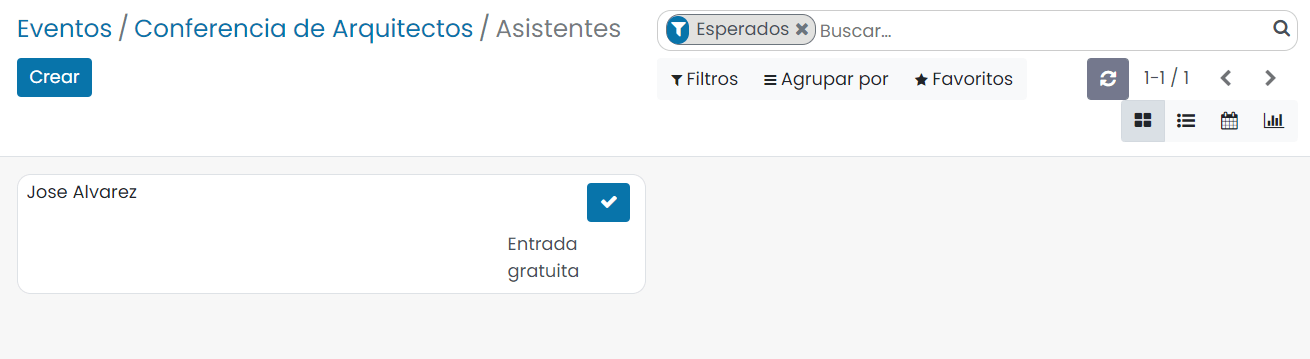 Eventos / Conferencia de Arquitectos / Asistentes
Esperados Buscar...
Crear
Filtros Agrupar por Favoritos
1-1 / 1
Jose Alvarez
Entrada
gratuita